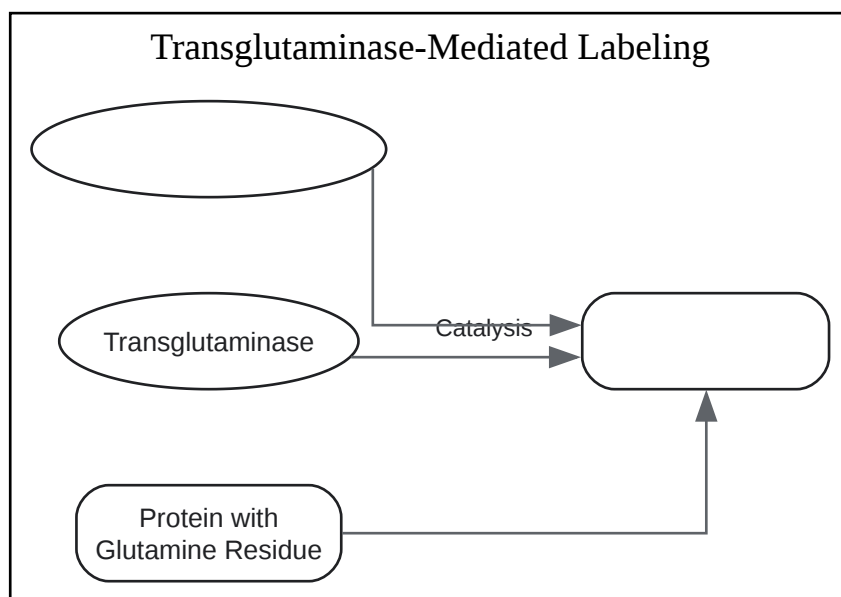 Transglutaminase-Mediated Labeling
Catalysis
Transglutaminase
Protein with
Glutamine Residue